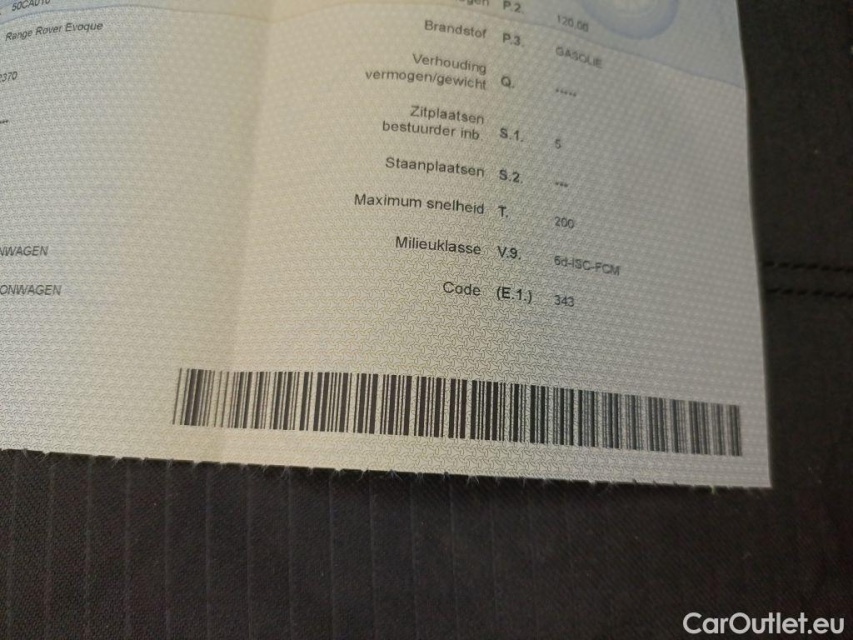 Range Rover Evoque
2370
NWAGEN
ONWAGEN
P.2. 120.00
Brandstof P.3. GASOLIE
Verhouding
vermogen/gewicht Q. -----
Zitplaatsen
bestuurder inb. S.1. 5
Staanplaatsen S.2. ---
Maximum snelheid T. 200
Milieuklasse V.9. 6d-ISC-FCM
Code (E.1.) 343
CarOutlet.eu